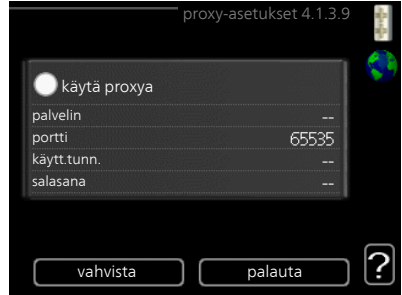 proxy-asetukset 4.1.3.9
käytä proxya
palvelin --
portti 65535
käytt.tunn. --
salasana --
vahvista palauta ?